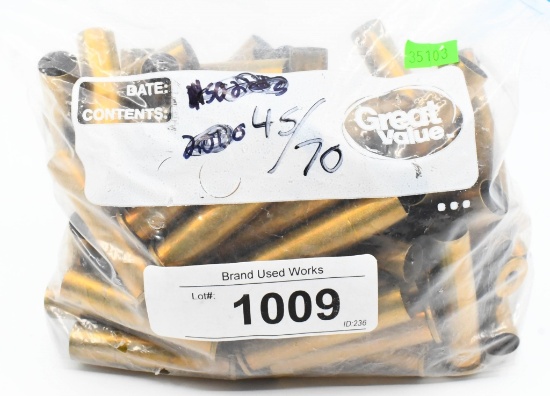 35103
DATE:
CONTENTS:
45/70
Great
Value
Brand Used Works
Lot#:
1009
ID:236